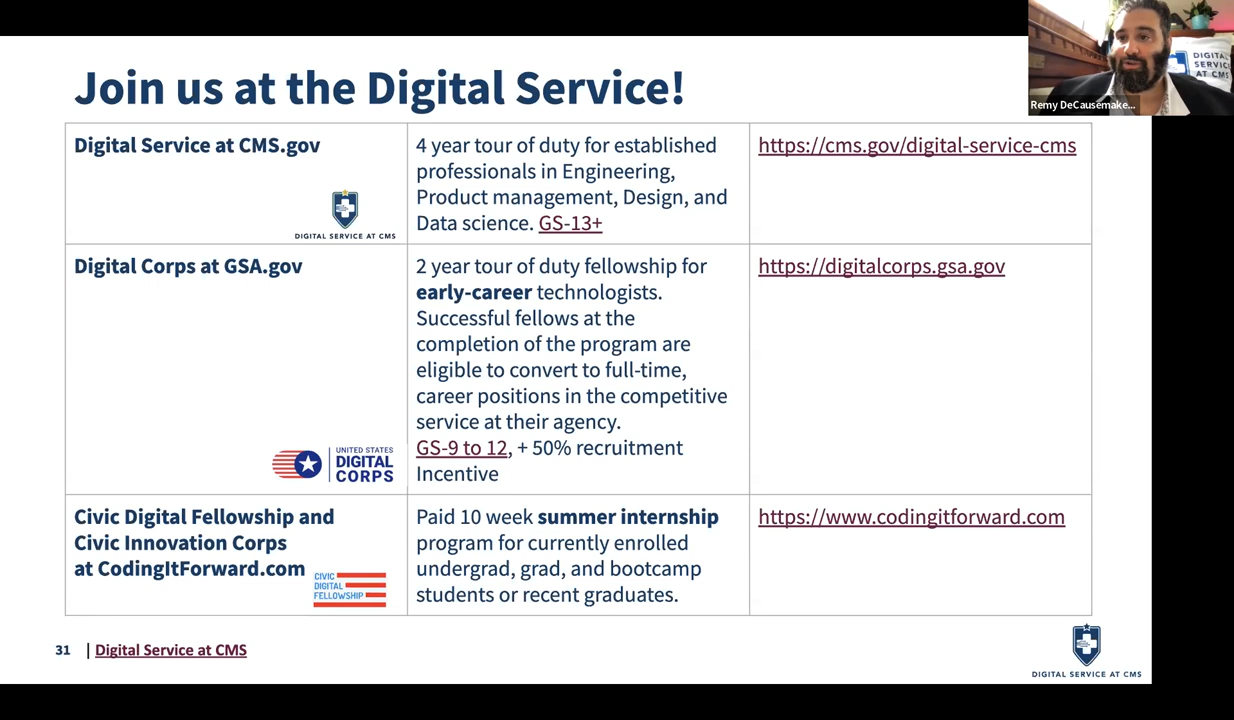 Join us at the Digital Service!
DIGITAL
SERVICE
AT CMS
Remy DeCausemake...
Digital Service at CMS.gov
DIGITAL SERVICE AT CMS
4 year tour of duty for established
professionals in Engineering,
Product management, Design, and
Data science. GS-13+
https://cms.gov/digital-service-cms
Digital Corps at GSA.gov
UNITED STATES
DIGITAL
CORPS
2 year tour of duty fellowship for
early-career technologists.
Successful fellows at the
completion of the program are
eligible to convert to full-time,
career positions in the competitive
service at their agency.
GS-9 to 12, + 50% recruitment
Incentive
https://digitalcorps.gsa.gov
Civic Digital Fellowship and
Civic Innovation Corps
at CodingItForward.com
CIVIC
DIGITAL
FELLOWSHIP
Paid 10 week summer internship
program for currently enrolled
undergrad, grad, and bootcamp
students or recent graduates.
https://www.codingitforward.com
31 | Digital Service at CMS
DIGITAL SERVICE AT CMS